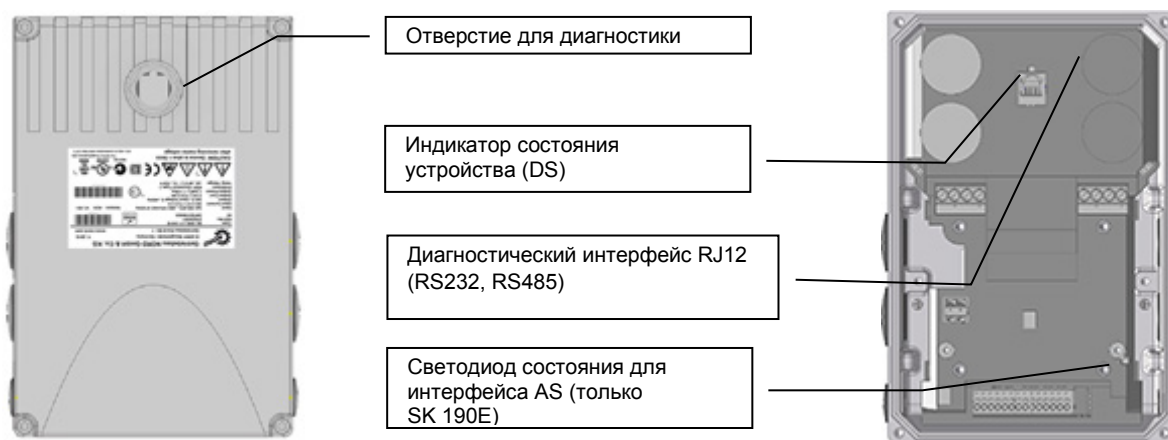 Отверстие для диагностики
Индикатор состояния
устройства (DS)
Диагностический интерфейс RJ12
(RS232, RS485)
Светодиод состояния для
интерфейса AS (только
SK 190E)